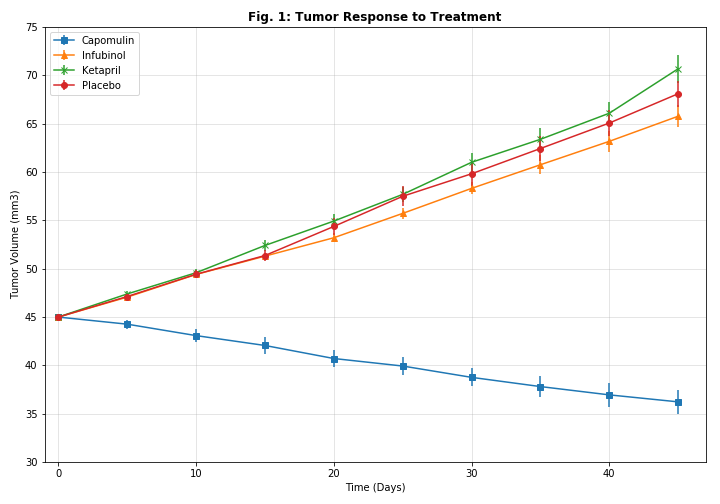 Fig. 1: Tumor Response to Treatment
Capomulin
Infubinol
Ketapril
Placebo
Tumor Volume (mm3)
75
70
65
60
55
50
45
40
35
30
0
10
20
30
40
Time (Days)